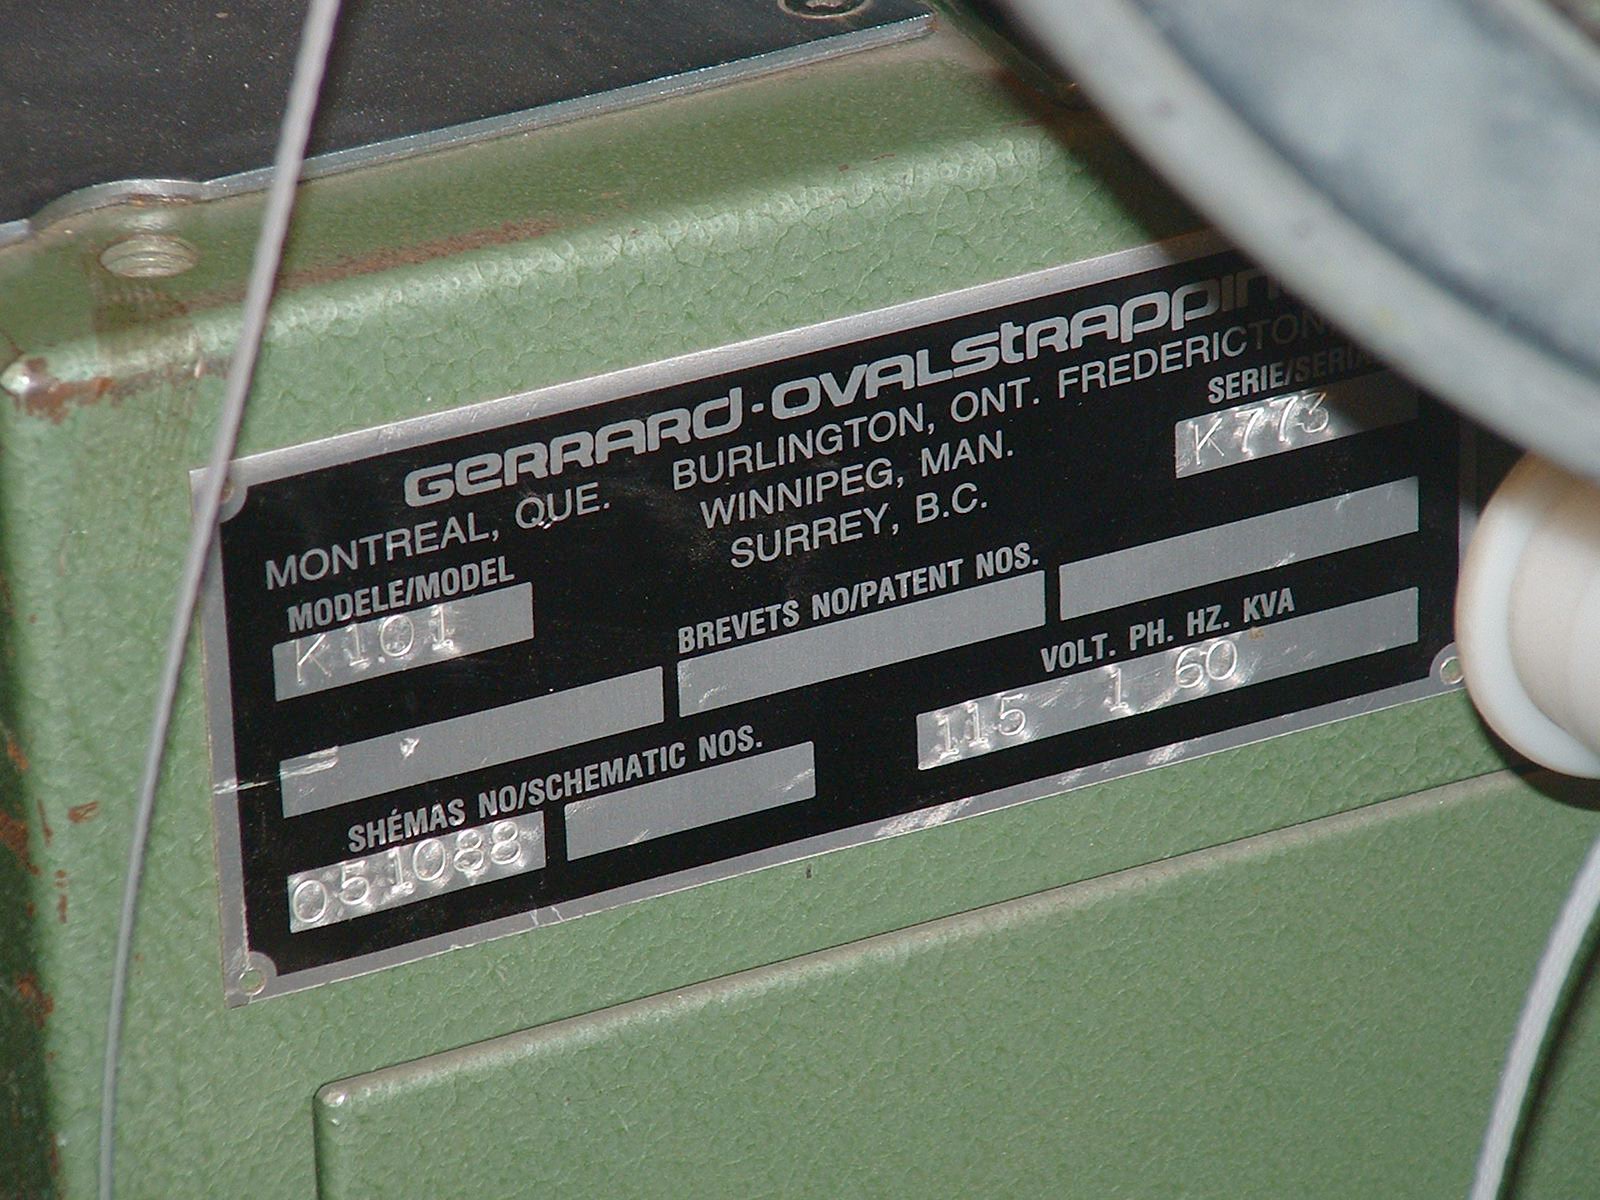 GERRARD-OVALSTRAPPIN
MONTREAL, QUE. BURLINGTON, ONT. FREDERICTON
WINNIPEG, MAN.
SURREY, B.C.
SERIE/SERIAL
K773
MODELE/MODEL
K101
BREVETS NO/PATENT NOS.
VOLT. PH. HZ. KVA
115 1 60
SHÉMAS NO/SCHEMATIC NOS.
051088